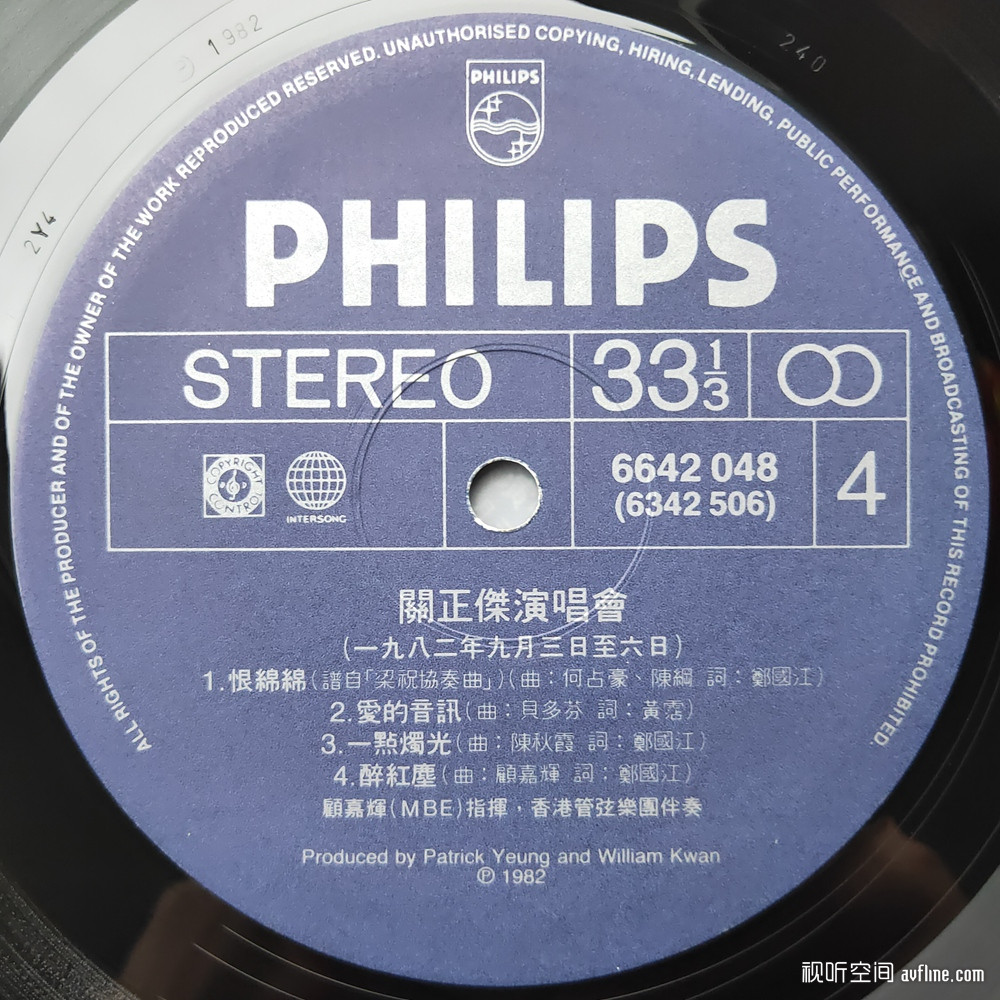 1982
240
2Y4
ALL RIGHTS OF THE PRODUCER AND OF THE OWNER OF THE WORK REPRODUCED RESERVED. UNAUTHORISED COPYING, HIRING, LENDING, PUBLIC PERFORMANCE AND BROADCASTING OF THIS RECORD PROHIBITED.
PHILIPS
PHILIPS
STEREO 33 1/3
COPYRIGHT CONTROL
INTERSONG
6642 048
(6342 506)
4
關正傑演唱會
(一九八二年九月三日至六日)
1.恨綿綿(譜自「梁祝協奏曲」)(曲:何占豪、陳綱 詞:鄭國江)
2.愛的音訊(曲:貝多芬 詞:黃霑)
3.一點燭光(曲:陳秋霞 詞:鄭國江)
4.醉紅塵(曲:顧嘉輝 詞:鄭國江)
顧嘉輝(MBE)指揮,香港管弦樂團伴奏
Produced by Patrick Yeung and William Kwan
℗ 1982
视听空间 avfline.com